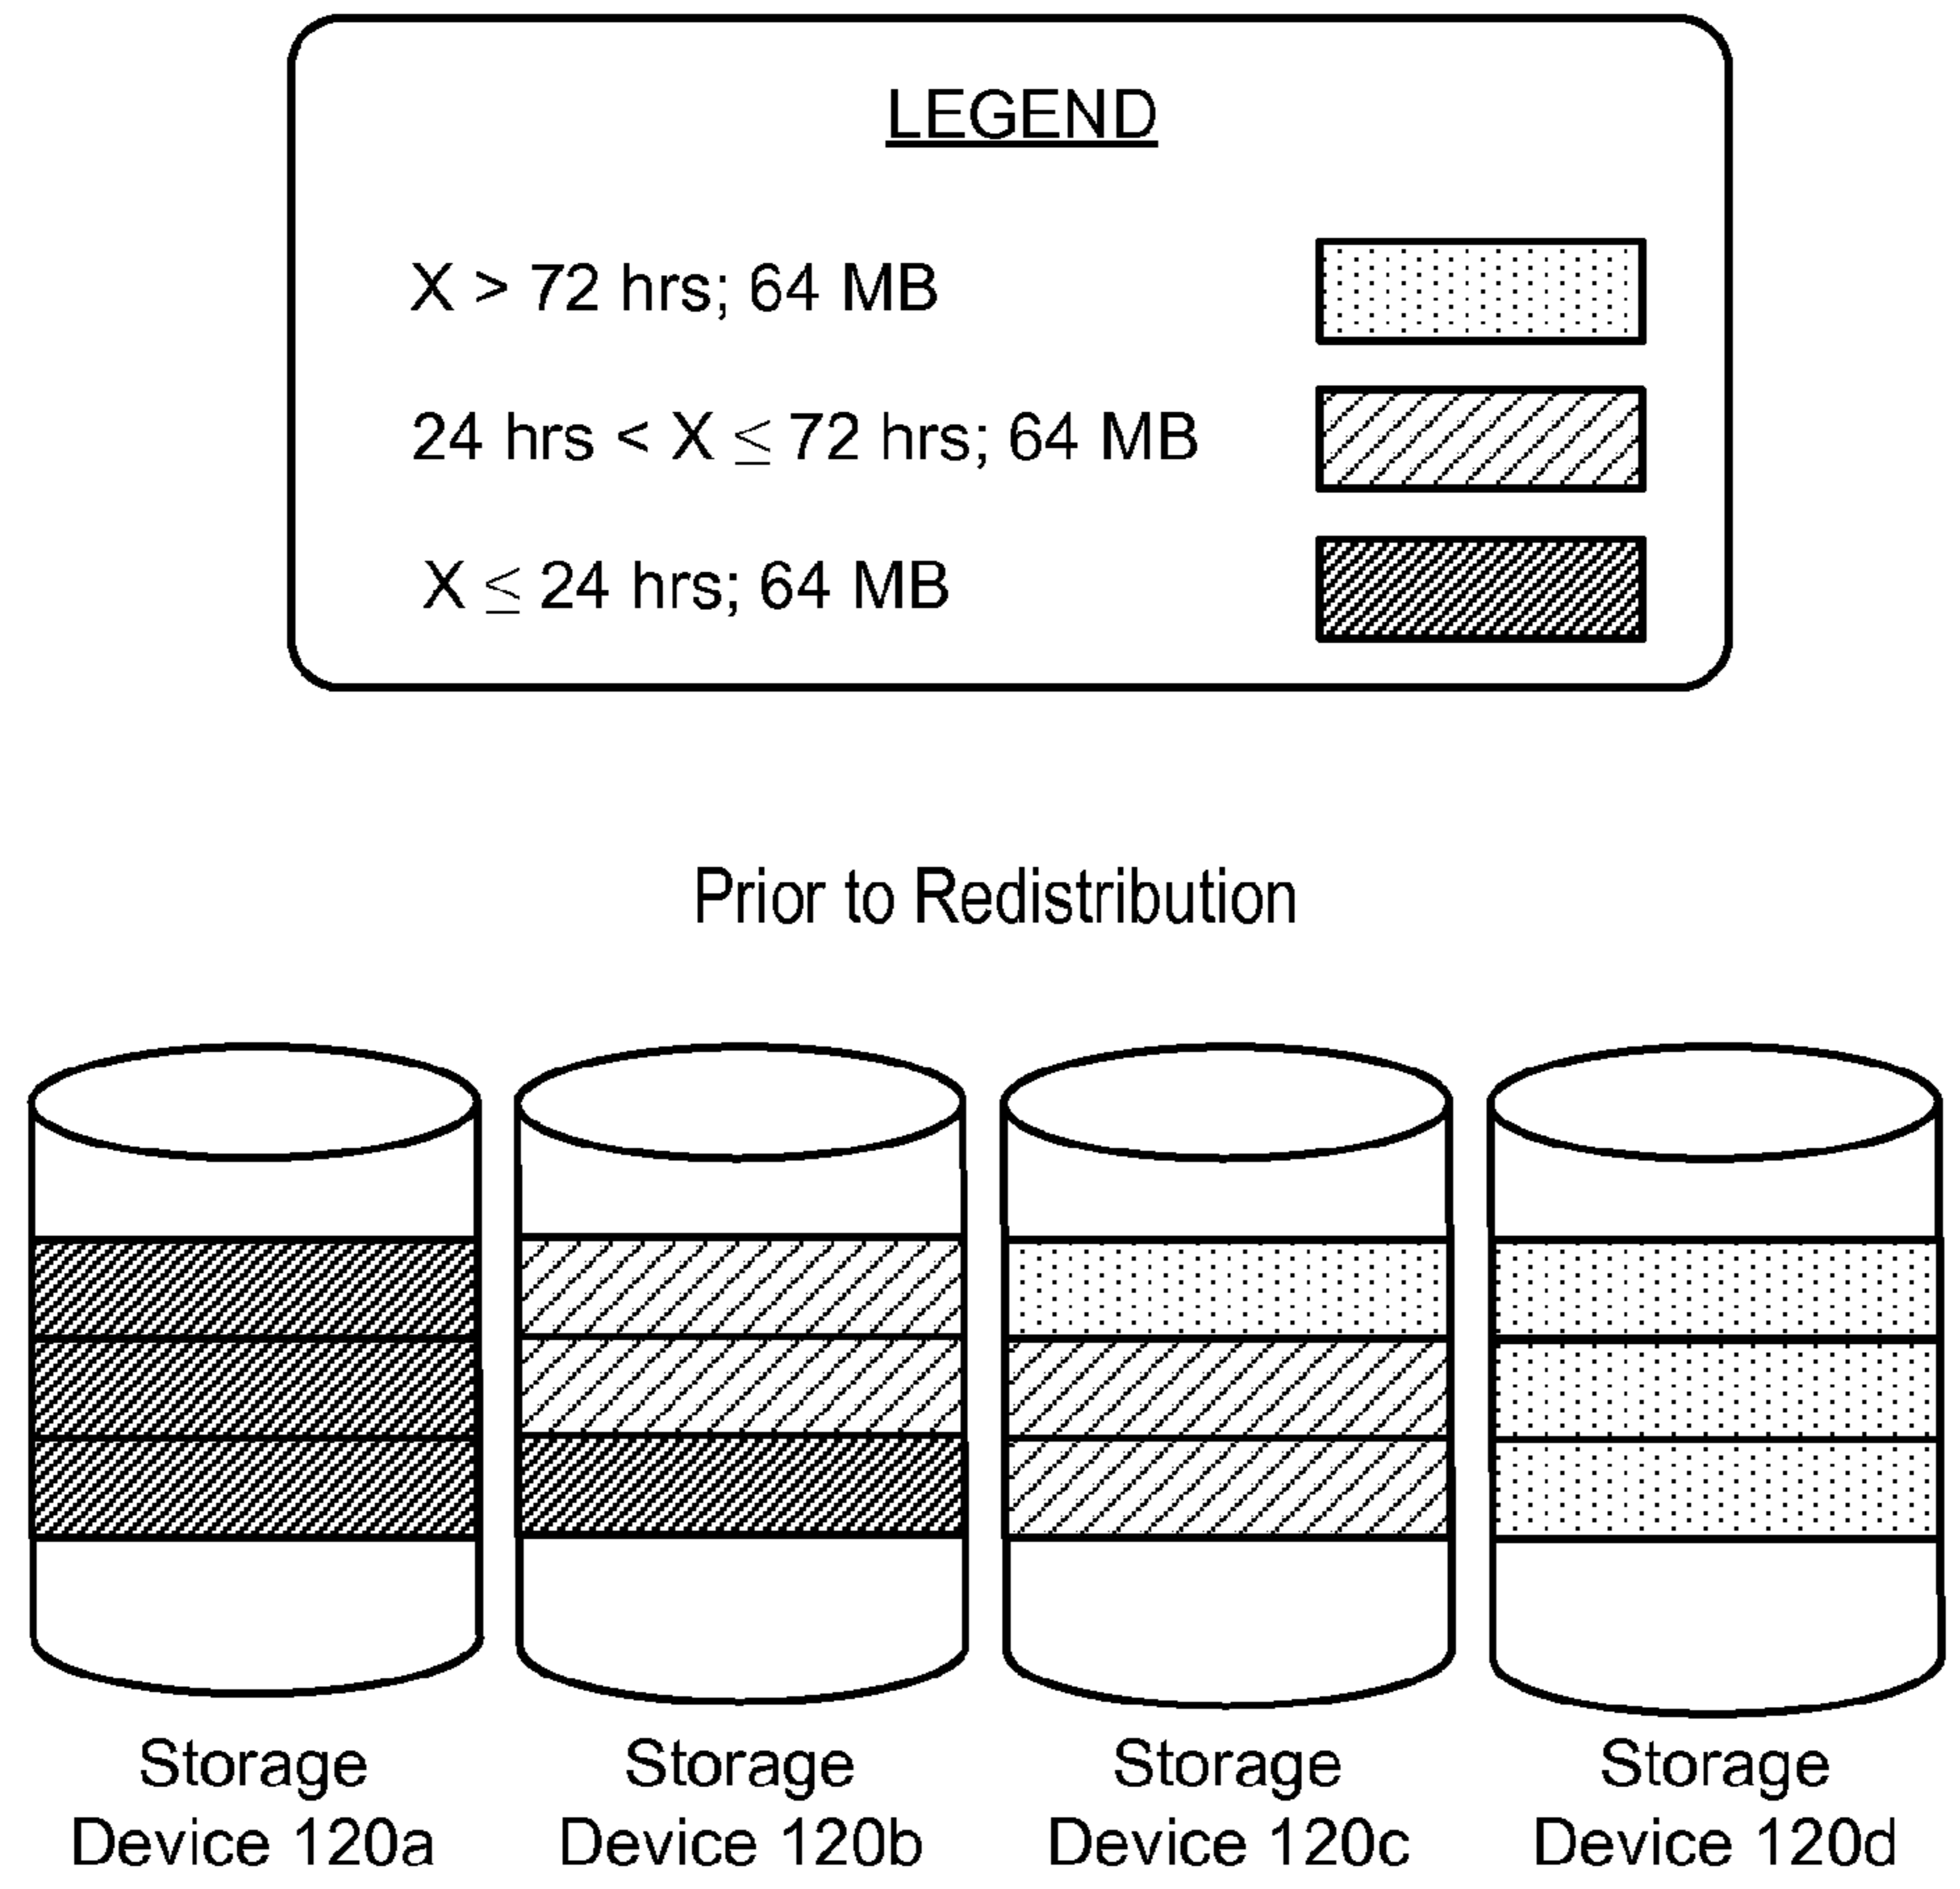 LEGEND
X > 72 hrs; 64 MB
24 hrs < X ≤ 72 hrs; 64 MB
X ≤ 24 hrs; 64 MB
Prior to Redistribution
Storage
Device 120a
Storage
Device 120b
Storage
Device 120c
Storage
Device 120d